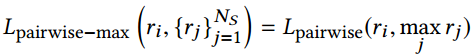 L_{pairwise-max} (r_i, {r_j}_{j=1}^{N_S}) = L_{pairwise}(r_i, max_j r_j)